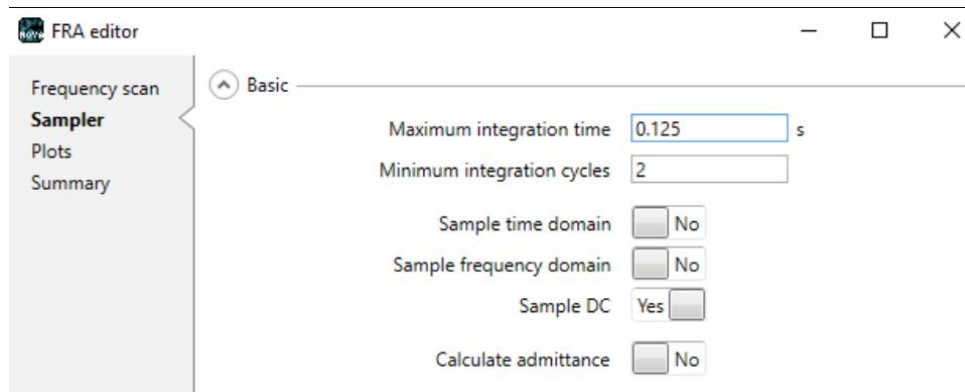 FRA editor
Frequency scan
Sampler
Plots
Summary
Basic
Maximum integration time 0.125 s
Minimum integration cycles 2
Sample time domain No
Sample frequency domain No
Sample DC Yes
Calculate admittance No